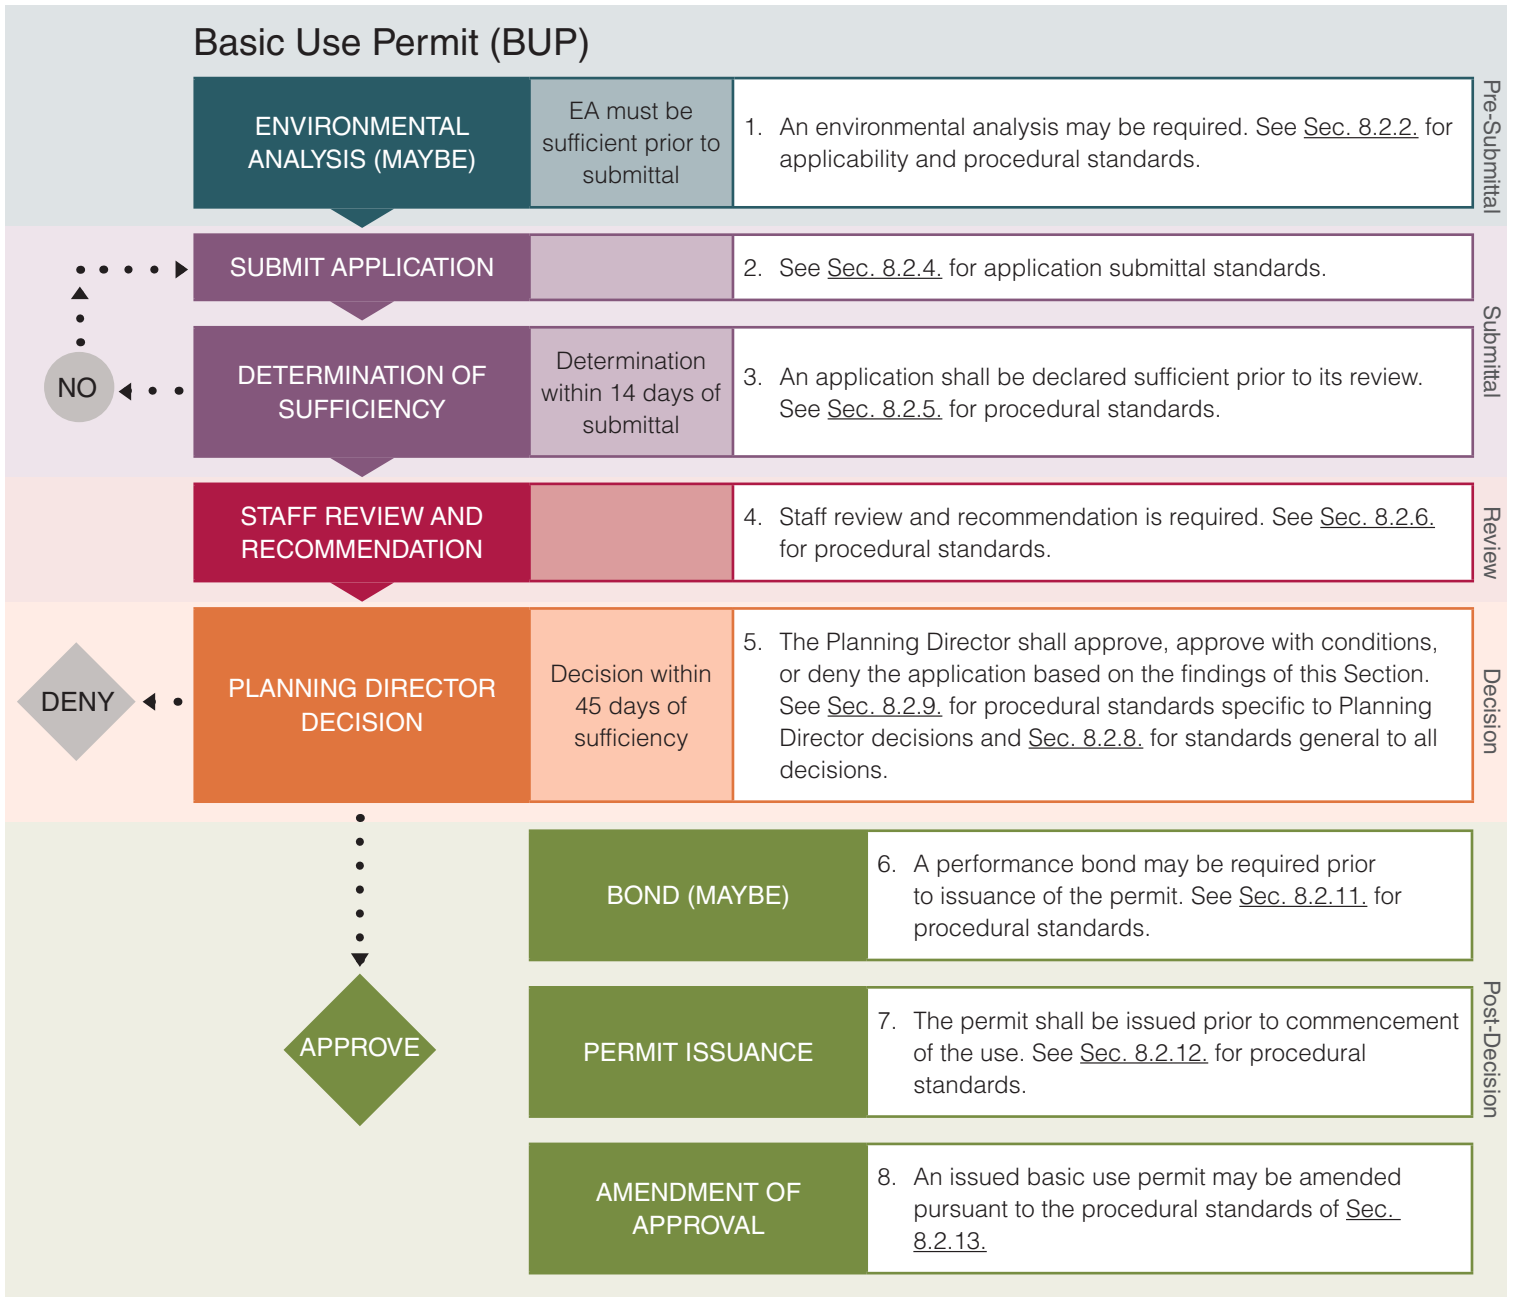 Basic Use Permit (BUP)
Pre-Submittal
ENVIRONMENTAL
ANALYSIS (MAYBE)
EA must be
sufficient prior to
submittal
1. An environmental analysis may be required. See Sec. 8.2.2. for
applicability and procedural standards.
Submittal
SUBMIT APPLICATION
2. See Sec. 8.2.4. for application submittal standards.
NO
DETERMINATION OF
SUFFICIENCY
Determination
within 14 days of
submittal
3. An application shall be declared sufficient prior to its review.
See Sec. 8.2.5. for procedural standards.
Review
STAFF REVIEW AND
RECOMMENDATION
4. Staff review and recommendation is required. See Sec. 8.2.6.
for procedural standards.
Decision
DENY
PLANNING DIRECTOR
DECISION
Decision within
45 days of
sufficiency
5. The Planning Director shall approve, approve with conditions,
or deny the application based on the findings of this Section.
See Sec. 8.2.9. for procedural standards specific to Planning
Director decisions and Sec. 8.2.8. for standards general to all
decisions.
Post-Decision
APPROVE
BOND (MAYBE)
6. A performance bond may be required prior
to issuance of the permit. See Sec. 8.2.11. for
procedural standards.
PERMIT ISSUANCE
7. The permit shall be issued prior to commencement
of the use. See Sec. 8.2.12. for procedural
standards.
AMENDMENT OF
APPROVAL
8. An issued basic use permit may be amended
pursuant to the procedural standards of Sec.
8.2.13.